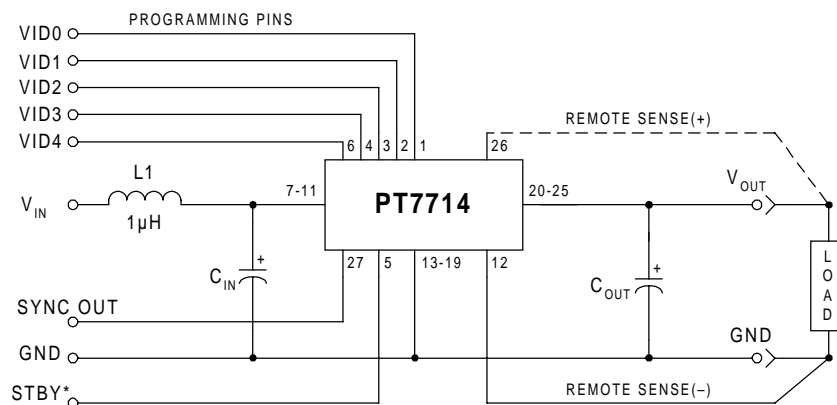 PROGRAMMING PINS
VID0
VID1
VID2
VID3
VID4
REMOTE SENSE(+)
6 4 3 2 1
26
L1
1µH
V IN
7-11
PT7714
20-25
V OUT
27 5 13-19 12
C IN
+
C OUT
+
LOAD
SYNC OUT
GND
GND
STBY*
REMOTE SENSE(–)